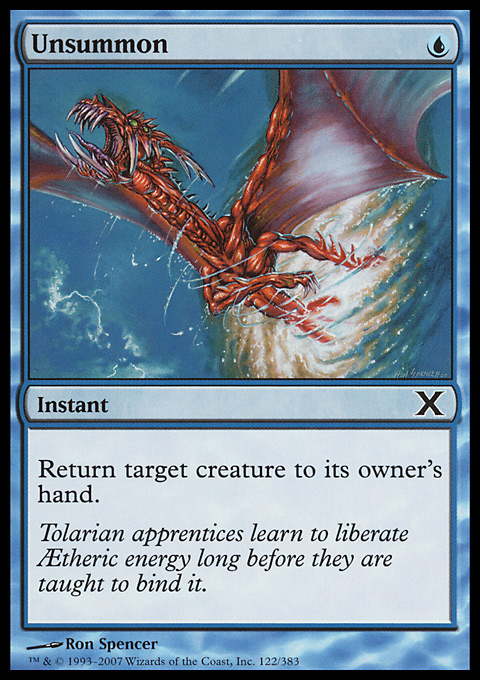 Unsummon
Instant
X
Return target creature to its owner's
hand.
Tolarian apprentices learn to liberate
Ætheric energy long before they are
taught to bind it.
Ron Spencer
™ & © 1993–2007 Wizards of the Coast, Inc. 122/383